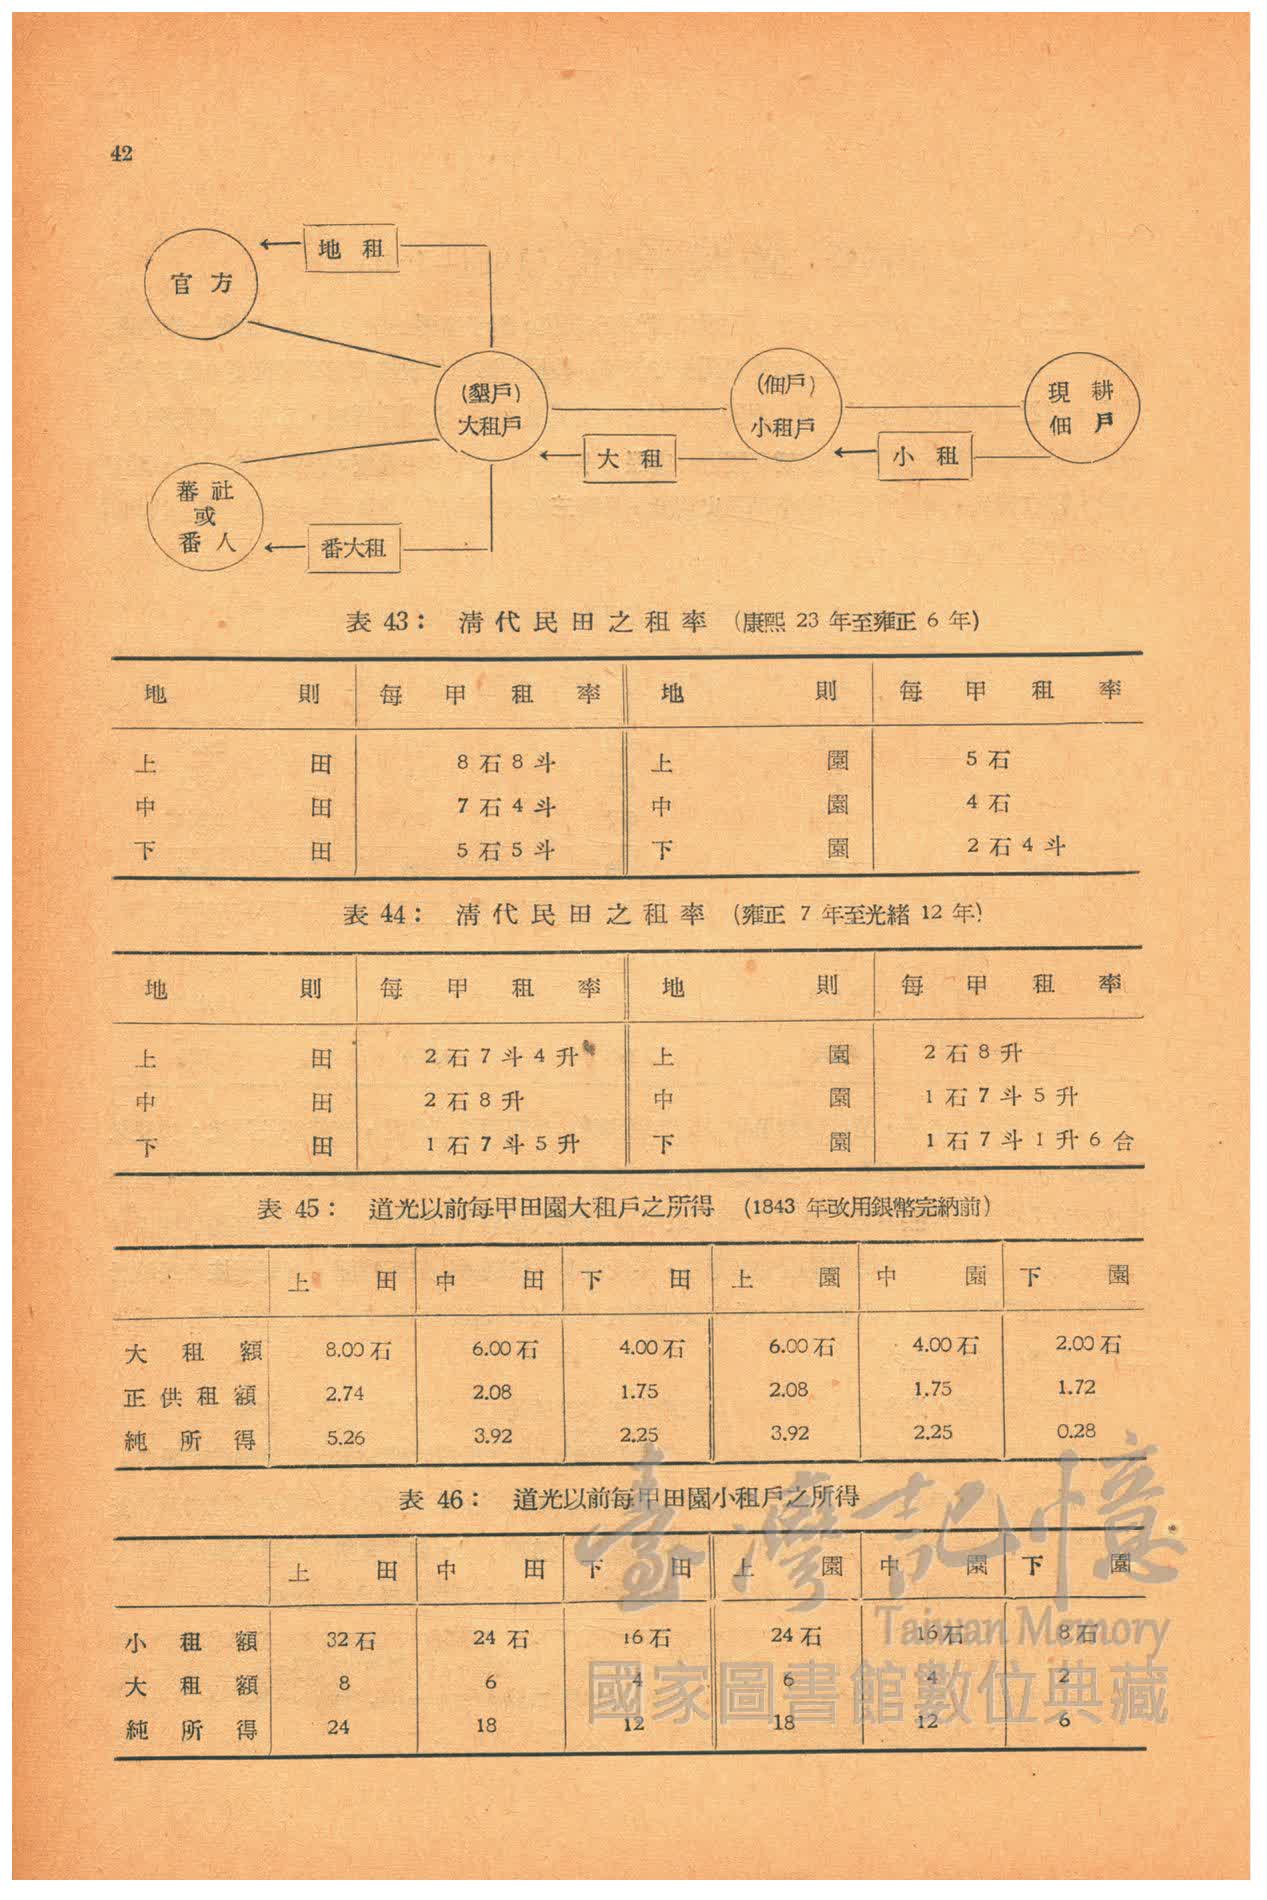 42
地租
官方
(墾戶)
大租戶
(佃戶)
小租戶
現耕
佃戶
大租
小租
蕃社
或
番人
番大租
表 43： 清代民田之租率 (康熙 23 年至雍正 6 年)
地則 每甲租率 地則 每甲租率
上田 8石8斗 上園 5石
中田 7石4斗 中園 4石
下田 5石5斗 下園 2石4斗
表 44： 清代民田之租率 (雍正 7 年至光緒 12 年)
地則 每甲租率 地則 每甲租率
上田 2石7斗4升 上園 2石8升
中田 2石8升 中園 1石7斗5升
下田 1石7斗5升 下園 1石7斗1升6合
表 45： 道光以前每甲田園大租戶之所得 (1843 年改用銀幣完納前)
上田 中田 下田 上園 中園 下園
大租額 8.00石 6.00石 4.00石 6.00石 4.00石 2.00石
正供租額 2.74 2.08 1.75 2.08 1.75 1.72
純所得 5.26 3.92 2.25 3.92 2.25 0.28
表 46： 道光以前每甲田園小租戶之所得
上田 中田 下田 上園 中園 下園
小租額 32石 24石 16石 24石 16石 8石
大租額 8 6 4 6 4 2
純所得 24 18 12 18 12 6
臺灣記憶
Taiwan Memory
國家圖書館數位典藏